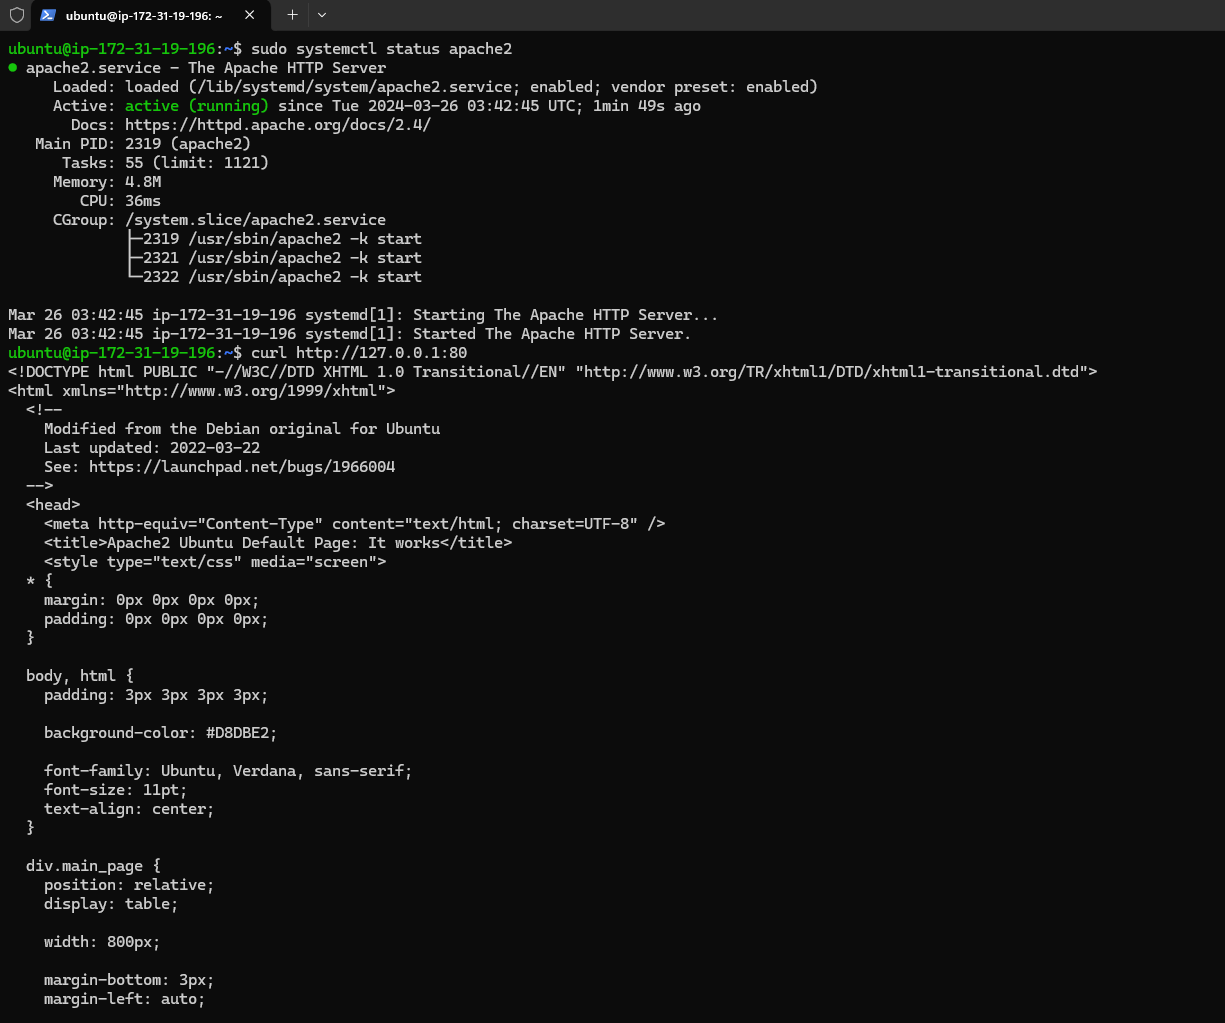 ubuntu@ip-172-31-19-196: ~
ubuntu@ip-172-31-19-196:~$ sudo systemctl status apache2
● apache2.service - The Apache HTTP Server
     Loaded: loaded (/lib/systemd/system/apache2.service; enabled; vendor preset: enabled)
     Active: active (running) since Tue 2024-03-26 03:42:45 UTC; 1min 49s ago
       Docs: https://httpd.apache.org/docs/2.4/
   Main PID: 2319 (apache2)
      Tasks: 55 (limit: 1121)
     Memory: 4.8M
        CPU: 36ms
     CGroup: /system.slice/apache2.service
             ├─2319 /usr/sbin/apache2 -k start
             ├─2321 /usr/sbin/apache2 -k start
             └─2322 /usr/sbin/apache2 -k start

Mar 26 03:42:45 ip-172-31-19-196 systemd[1]: Starting The Apache HTTP Server...
Mar 26 03:42:45 ip-172-31-19-196 systemd[1]: Started The Apache HTTP Server.
ubuntu@ip-172-31-19-196:~$ curl http://127.0.0.1:80
<!DOCTYPE html PUBLIC "-//W3C//DTD XHTML 1.0 Transitional//EN" "http://www.w3.org/TR/xhtml1/DTD/xhtml1-transitional.dtd">
<html xmlns="http://www.w3.org/1999/xhtml">
  <!--
    Modified from the Debian original for Ubuntu
    Last updated: 2022-03-22
    See: https://launchpad.net/bugs/1966004
  -->
  <head>
    <meta http-equiv="Content-Type" content="text/html; charset=UTF-8" />
    <title>Apache2 Ubuntu Default Page: It works</title>
    <style type="text/css" media="screen">
  * {
    margin: 0px 0px 0px 0px;
    padding: 0px 0px 0px 0px;
  }

  body, html {
    padding: 3px 3px 3px 3px;

    background-color: #D8DBE2;

    font-family: Ubuntu, Verdana, sans-serif;
    font-size: 11pt;
    text-align: center;
  }

  div.main_page {
    position: relative;
    display: table;

    width: 800px;

    margin-bottom: 3px;
    margin-left: auto;